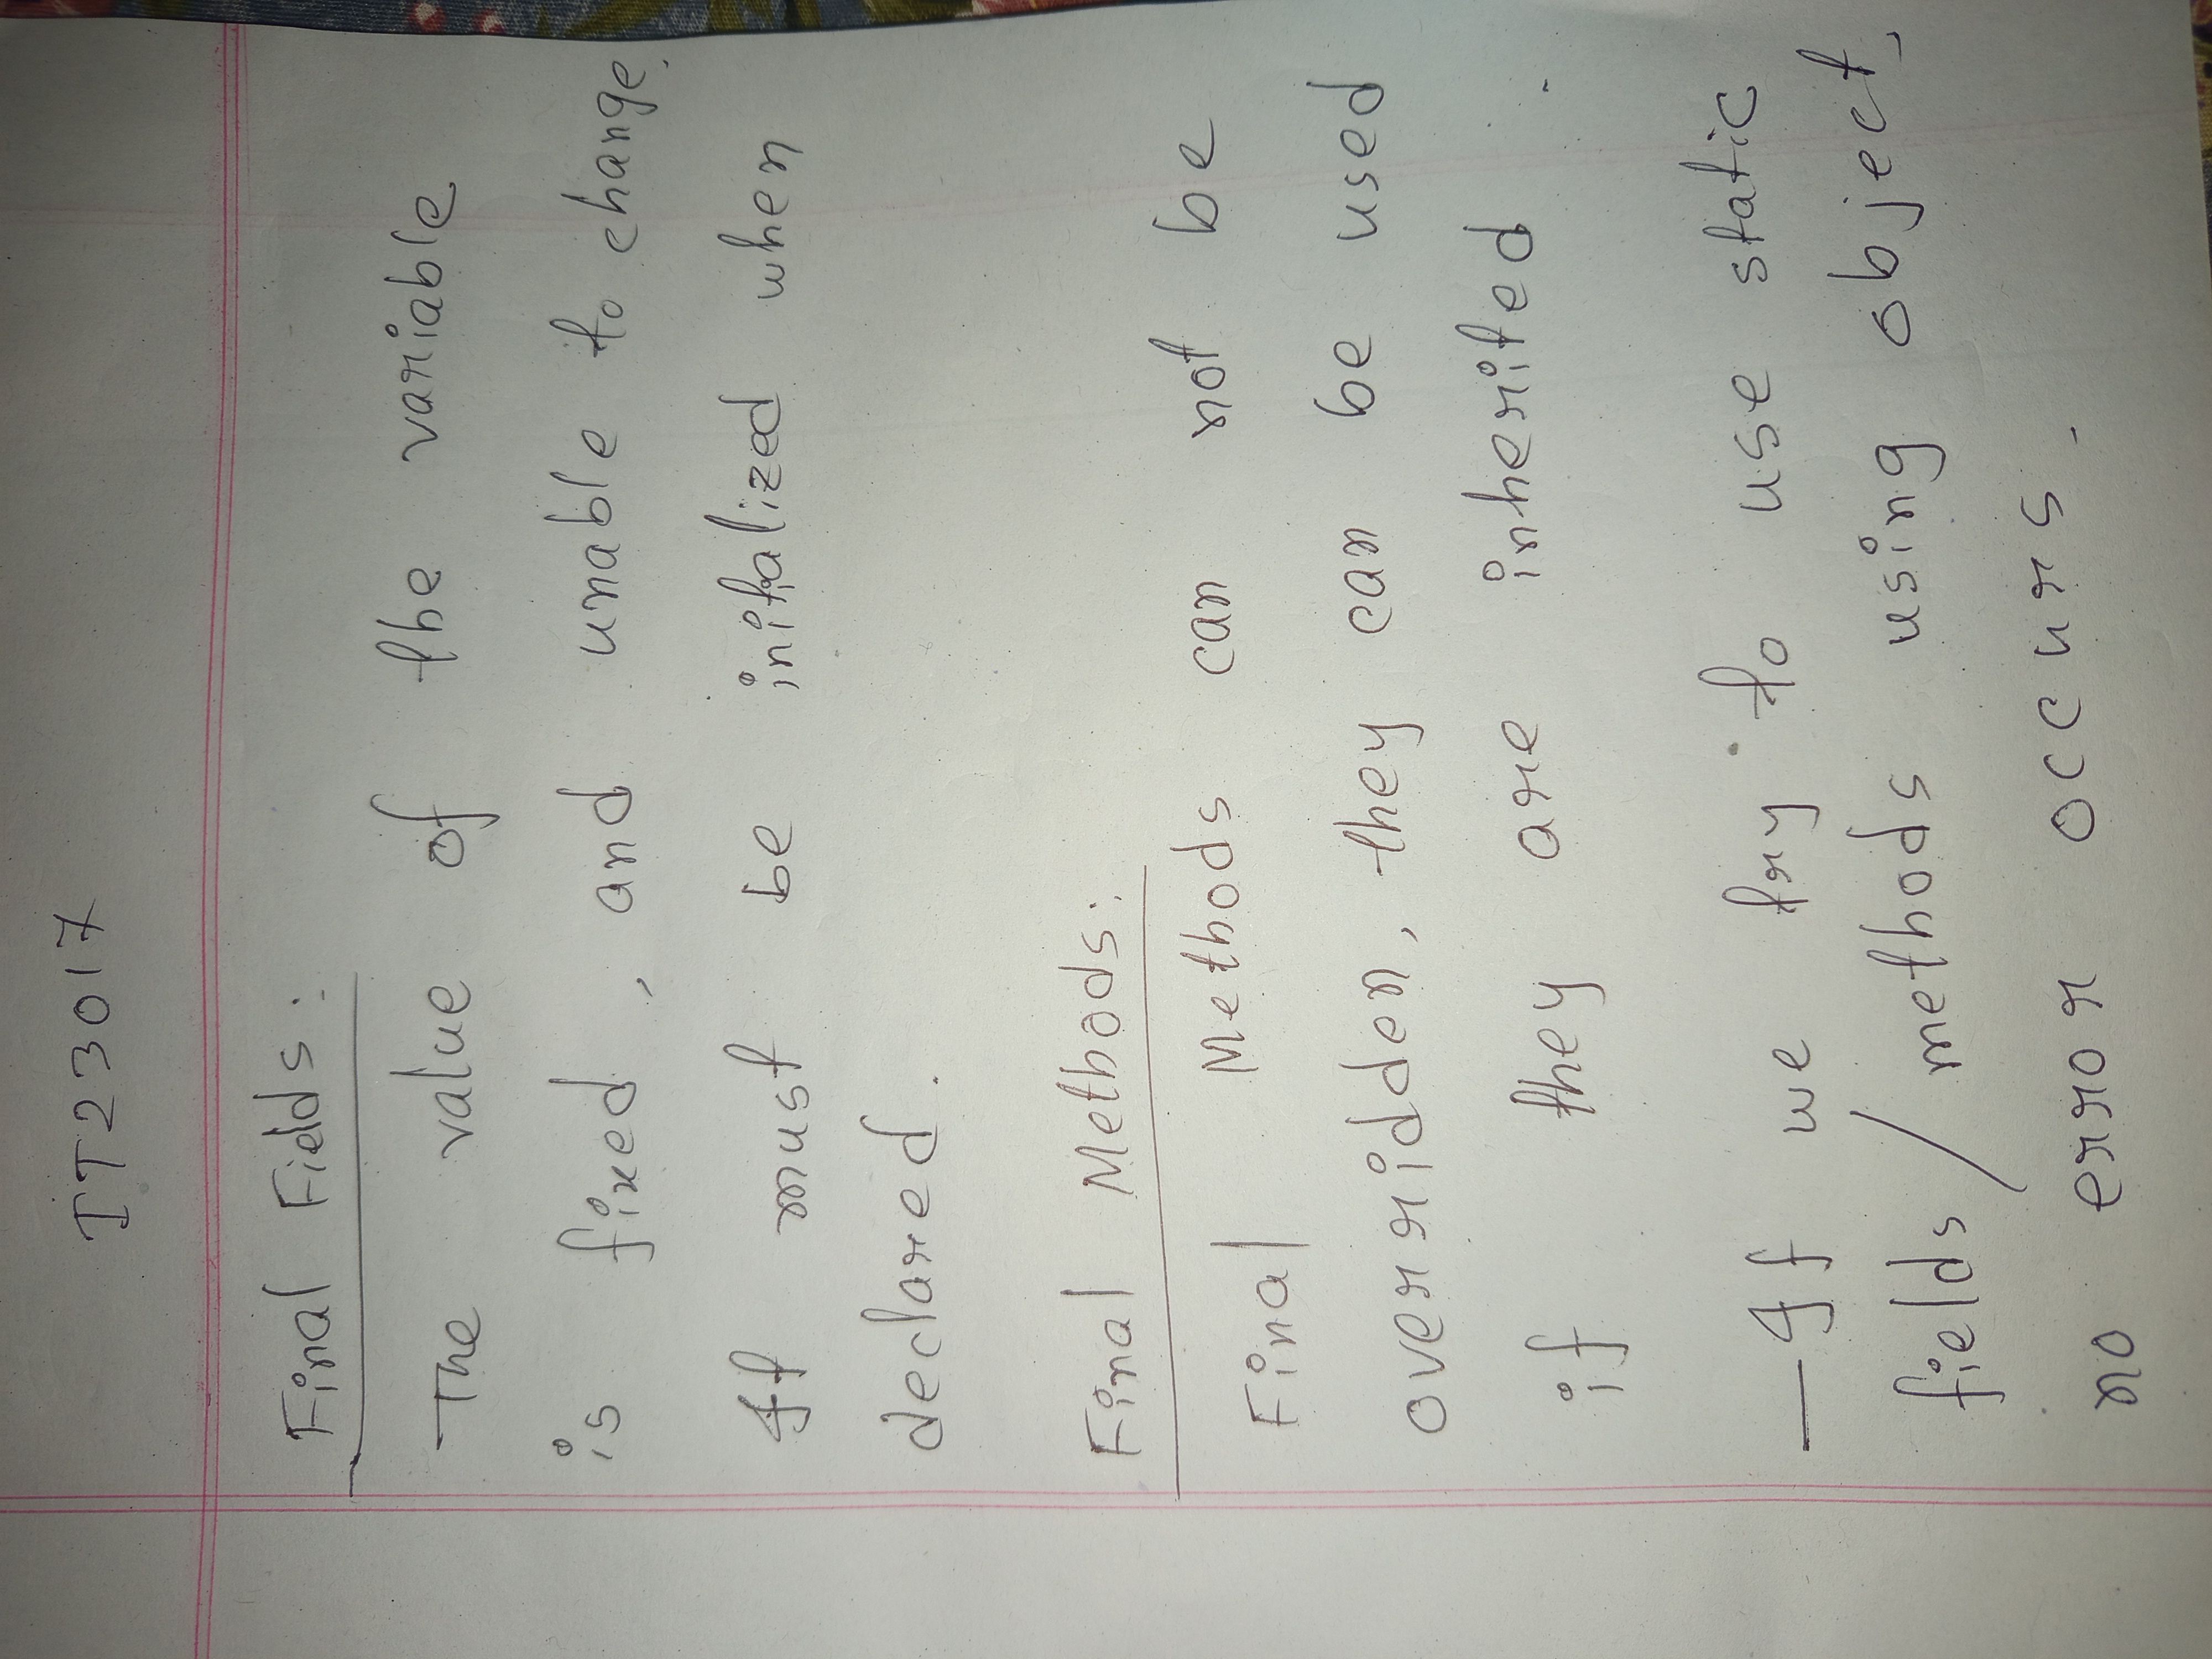 IT23017
Final Fields:
The value of the variable
is fixed, and unable to change.
It must be initialized when
declared.
Final Methods:
Final Methods can not be
overridden, they can be used
if they are inherited.
— If we try to use static
fields / methods using object,
no error occurs.